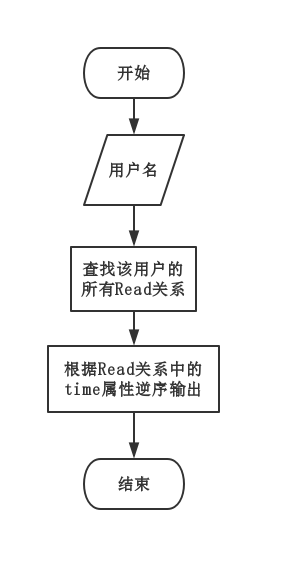 开始
用户名
查找该用户的
所有Read关系
根据Read关系中的
time属性逆序输出
结束